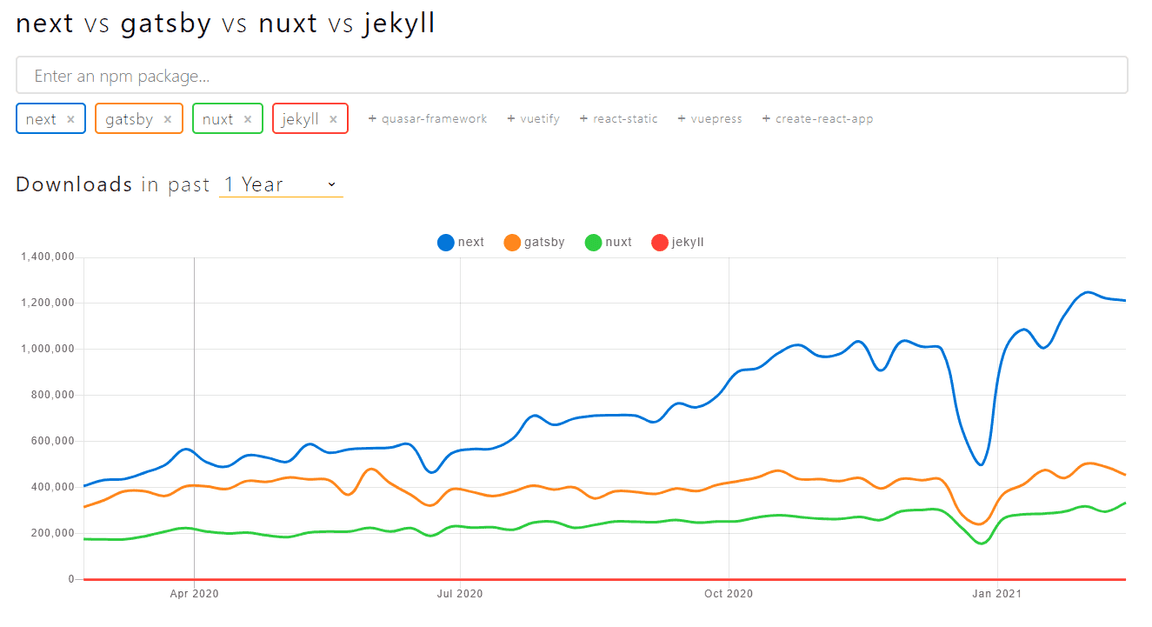 next vs gatsby vs nuxt vs jekyll
Enter an npm package...
next × gatsby × nuxt × jekyll × + quasar-framework + vuetify + react-static + vuepress + create-react-app
Downloads in past 1 Year
next gatsby nuxt jekyll
1,400,000
1,200,000
1,000,000
800,000
600,000
400,000
200,000
0
Apr 2020 Jul 2020 Oct 2020 Jan 2021